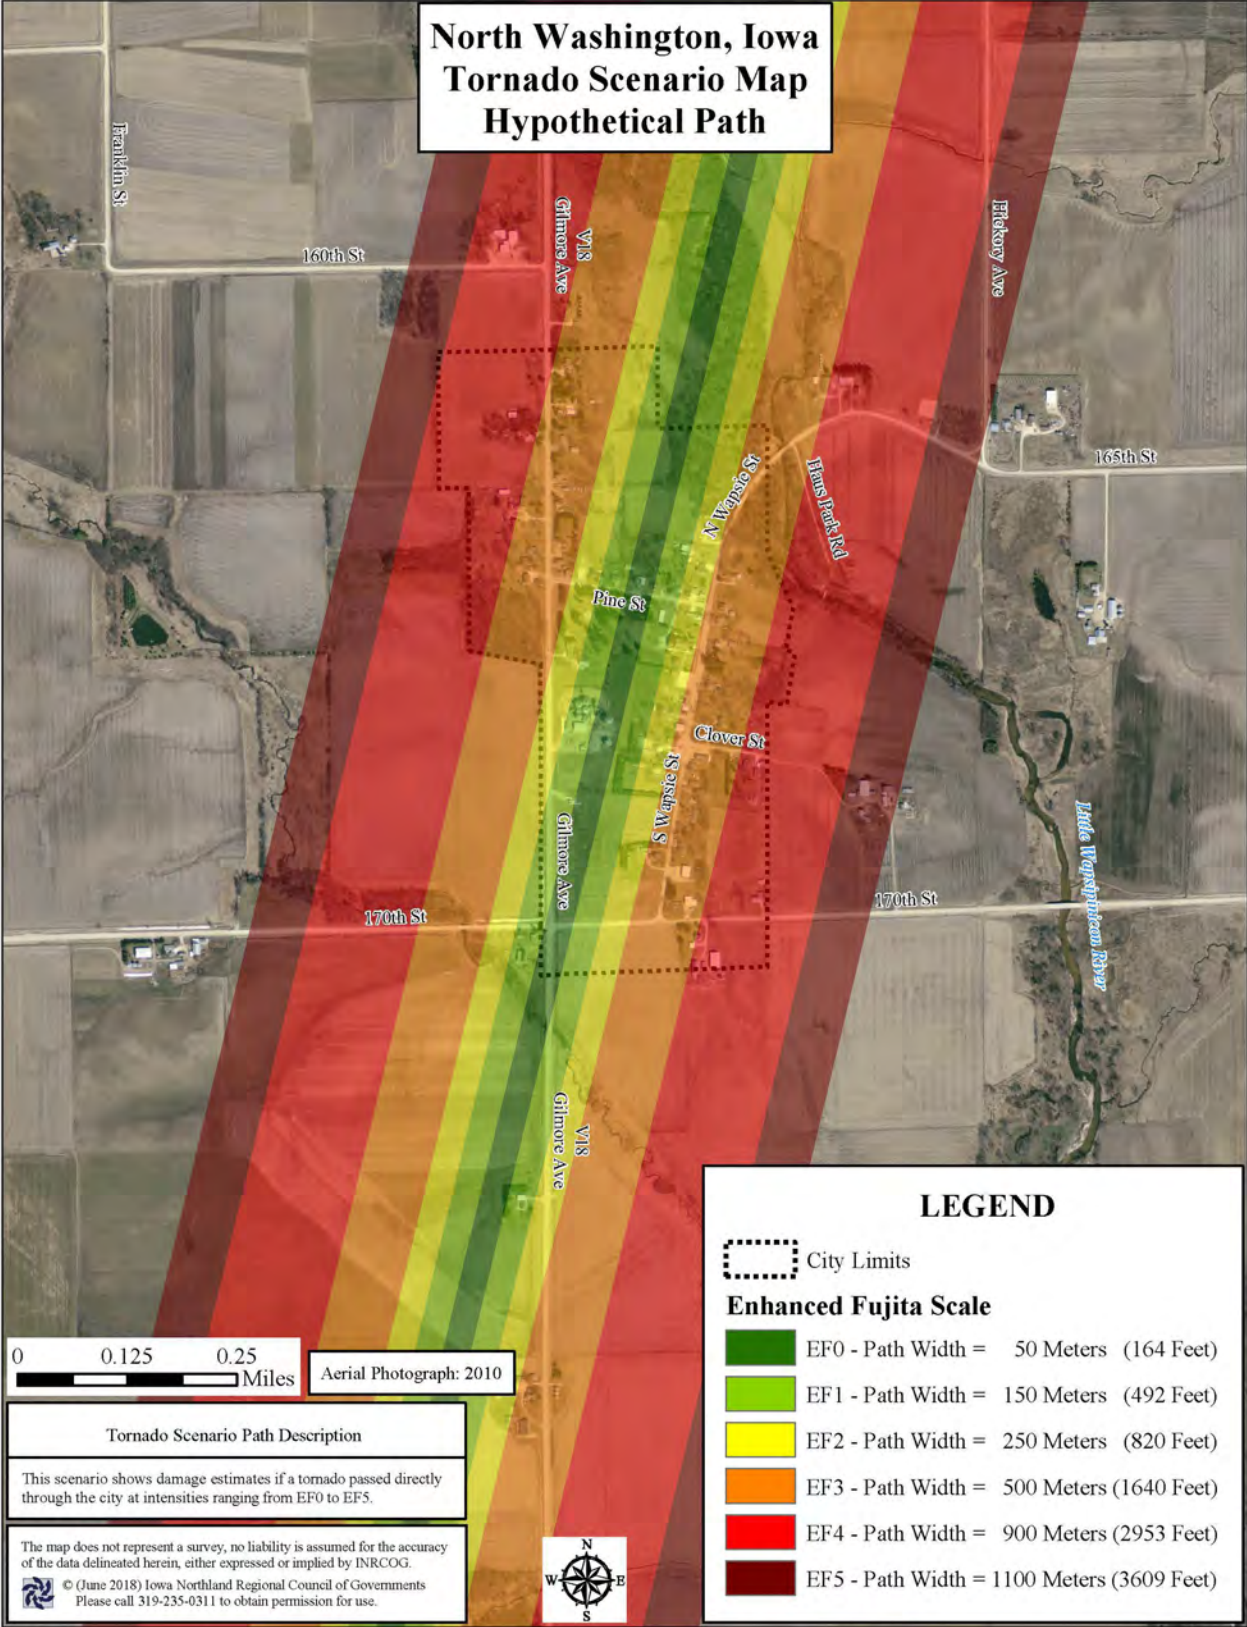 North Washington, Iowa
Tornado Scenario Map
Hypothetical Path
Franklin St
160th St
Gilmore Ave
V18
Hickory Ave
165th St
N Wapsie St
Haus Park Rd
Pine St
Clover St
S Wapsie St
Gilmore Ave
170th St
170th St
Little Wapsipinicon River
Gilmore Ave
V18
LEGEND
City Limits
Enhanced Fujita Scale
EF0 - Path Width = 50 Meters (164 Feet)
EF1 - Path Width = 150 Meters (492 Feet)
EF2 - Path Width = 250 Meters (820 Feet)
EF3 - Path Width = 500 Meters (1640 Feet)
EF4 - Path Width = 900 Meters (2953 Feet)
EF5 - Path Width = 1100 Meters (3609 Feet)
0 0.125 0.25
Miles
Aerial Photograph: 2010
Tornado Scenario Path Description
This scenario shows damage estimates if a tornado passed directly
through the city at intensities ranging from EF0 to EF5.
The map does not represent a survey, no liability is assumed for the accuracy
of the data delineated herein, either expressed or implied by INRCOG.
© (June 2018) Iowa Northland Regional Council of Governments
Please call 319-235-0311 to obtain permission for use.
N
W E
S